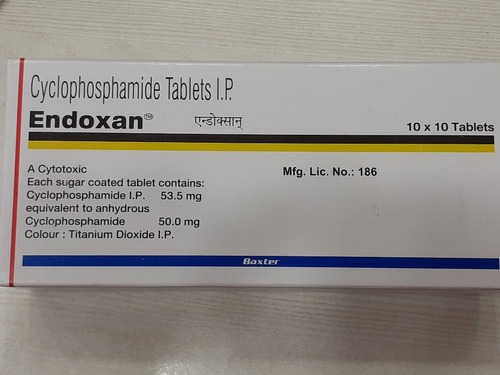 Cyclophosphamide Tablets I.P.
Endoxan™ एन्डोक्सान्
10 x 10 Tablets
A Cytotoxic
Each sugar coated tablet contains:
Cyclophosphamide I.P. 53.5 mg
equivalent to anhydrous
Cyclophosphamide 50.0 mg
Colour : Titanium Dioxide I.P.
Mfg. Lic. No.: 186
Baxter